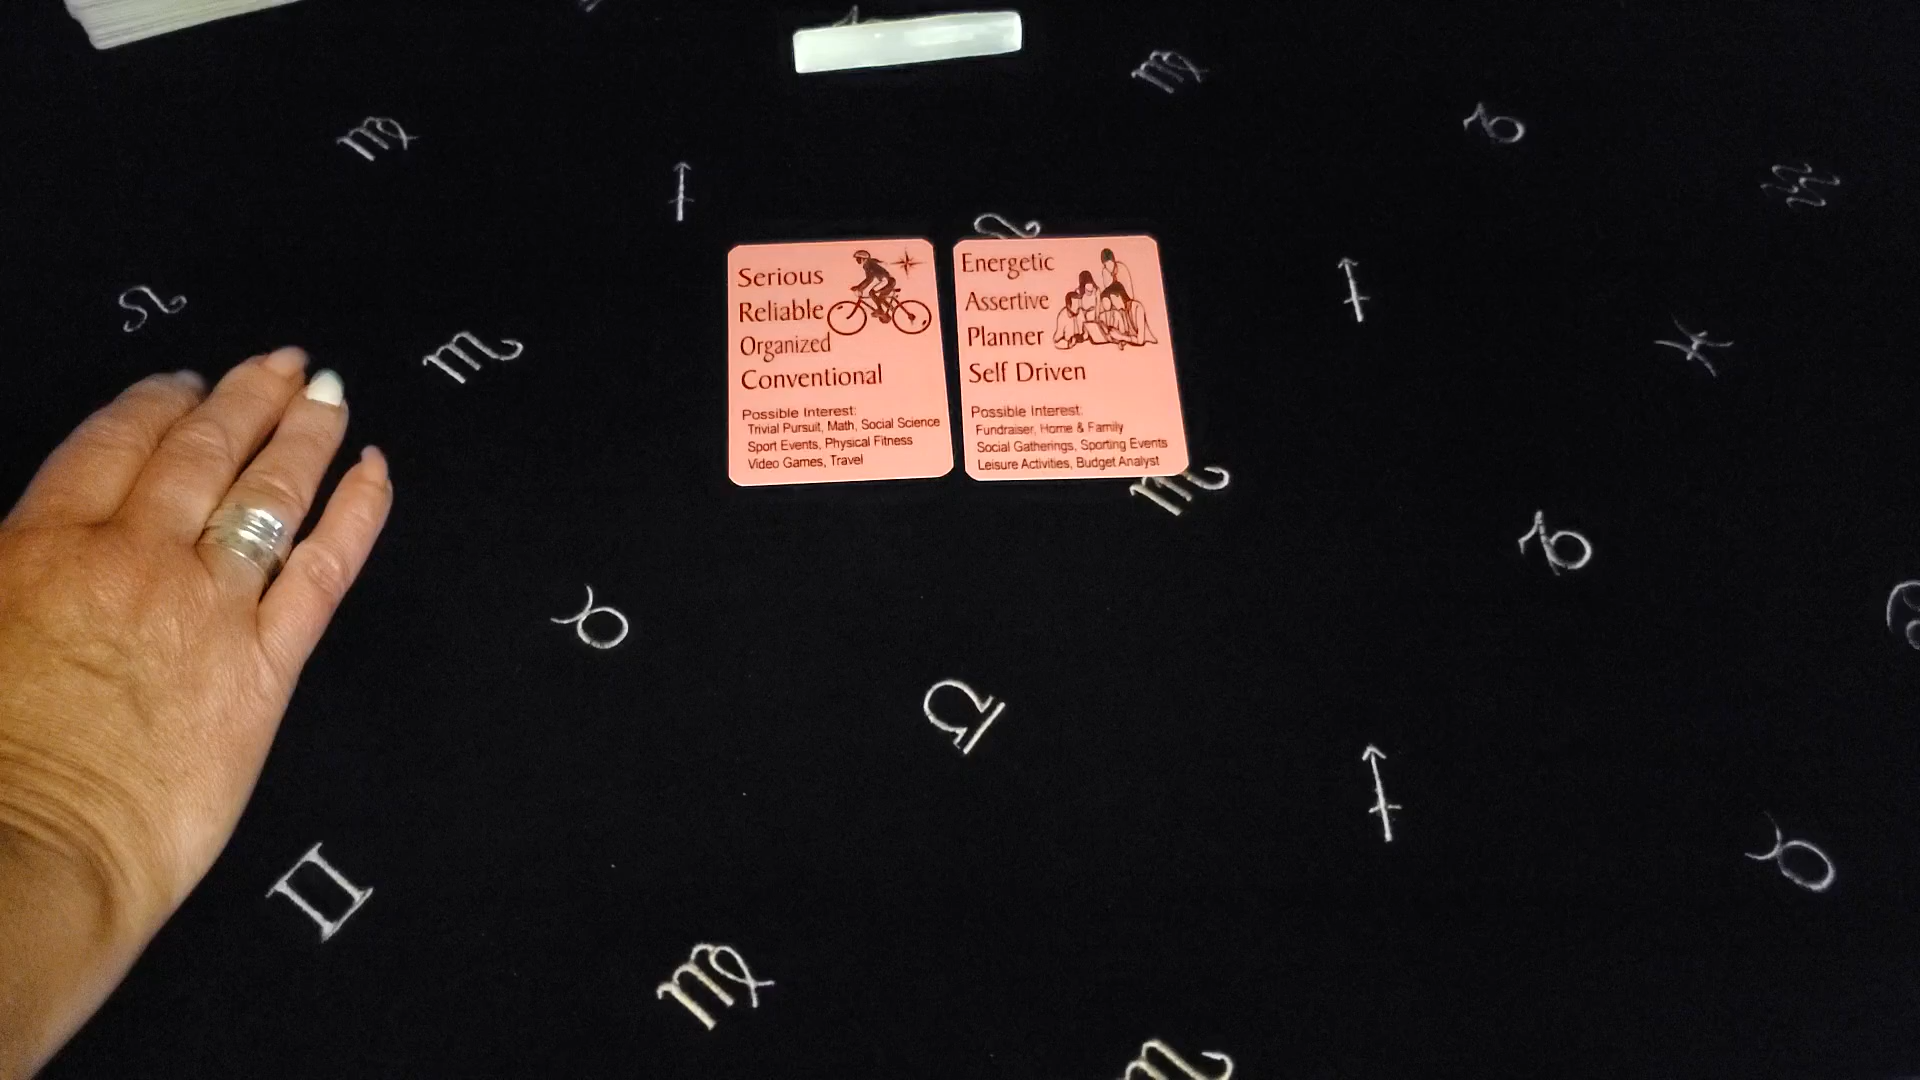 Serious
Reliable
Organized
Conventional
Possible Interest:
Trivial Pursuit, Math, Social Science
Sport Events, Physical Fitness
Video Games, Travel
Energetic
Assertive
Planner
Self Driven
Possible Interest:
Fundraiser, Home & Family
Social Gatherings, Sporting Events
Leisure Activities, Budget Analyst